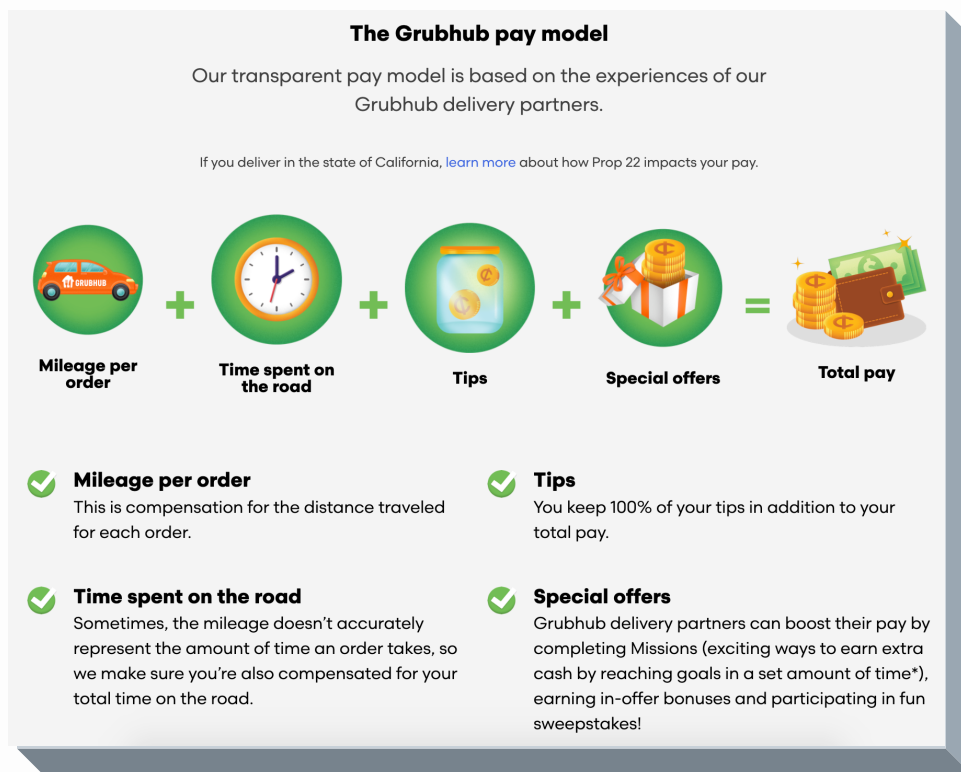 The Grubhub pay model
Our transparent pay model is based on the experiences of our
Grubhub delivery partners.
If you deliver in the state of California, learn more about how Prop 22 impacts your pay.
GRUBHUB
Mileage per
order
+
Time spent on
the road
+
Tips
+
Special offers
=
Total pay
Mileage per order
This is compensation for the distance traveled
for each order.
Tips
You keep 100% of your tips in addition to your
total pay.
Time spent on the road
Sometimes, the mileage doesn’t accurately
represent the amount of time an order takes, so
we make sure you’re also compensated for your
total time on the road.
Special offers
Grubhub delivery partners can boost their pay by
completing Missions (exciting ways to earn extra
cash by reaching goals in a set amount of time*),
earning in-offer bonuses and participating in fun
sweepstakes!